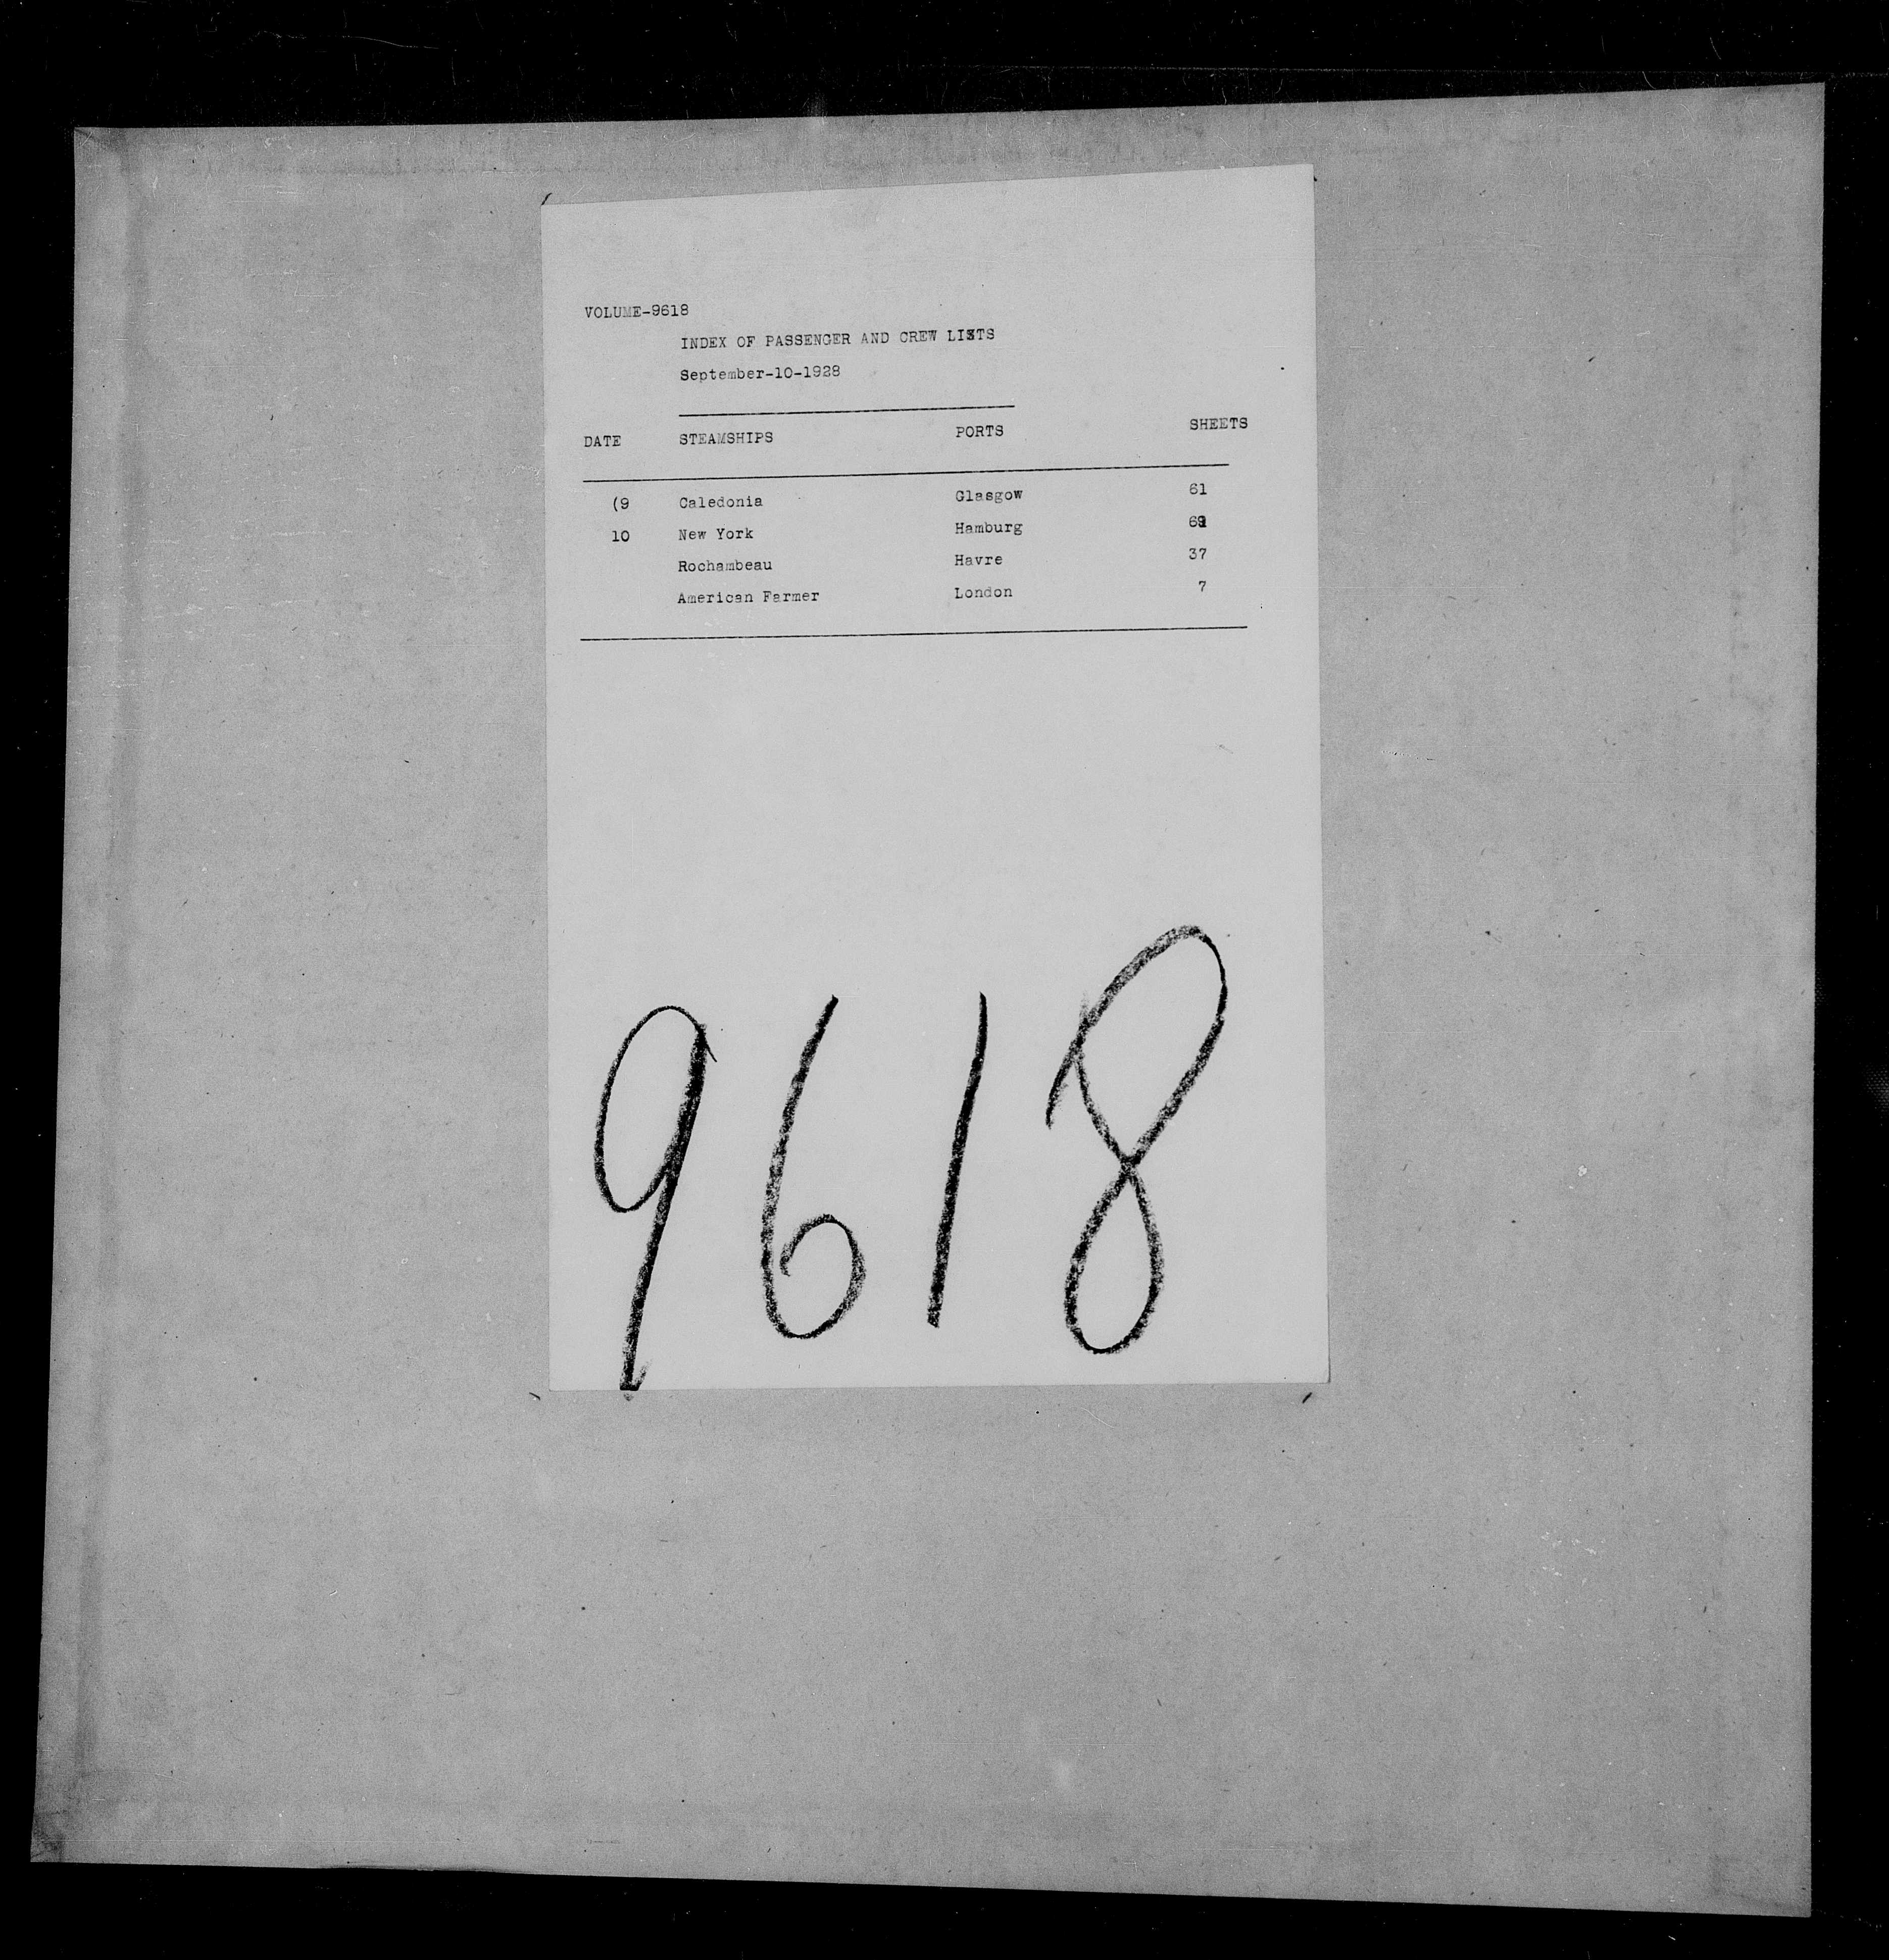 VOLUME-9618
INDEX OF PASSENGER AND CREW LISTS
September-10-1928
DATE STEAMSHIPS PORTS SHEETS
(9 Caledonia Glasgow 61
10 New York Hamburg
Rochambeau Havre 37
American Farmer London 7
9618